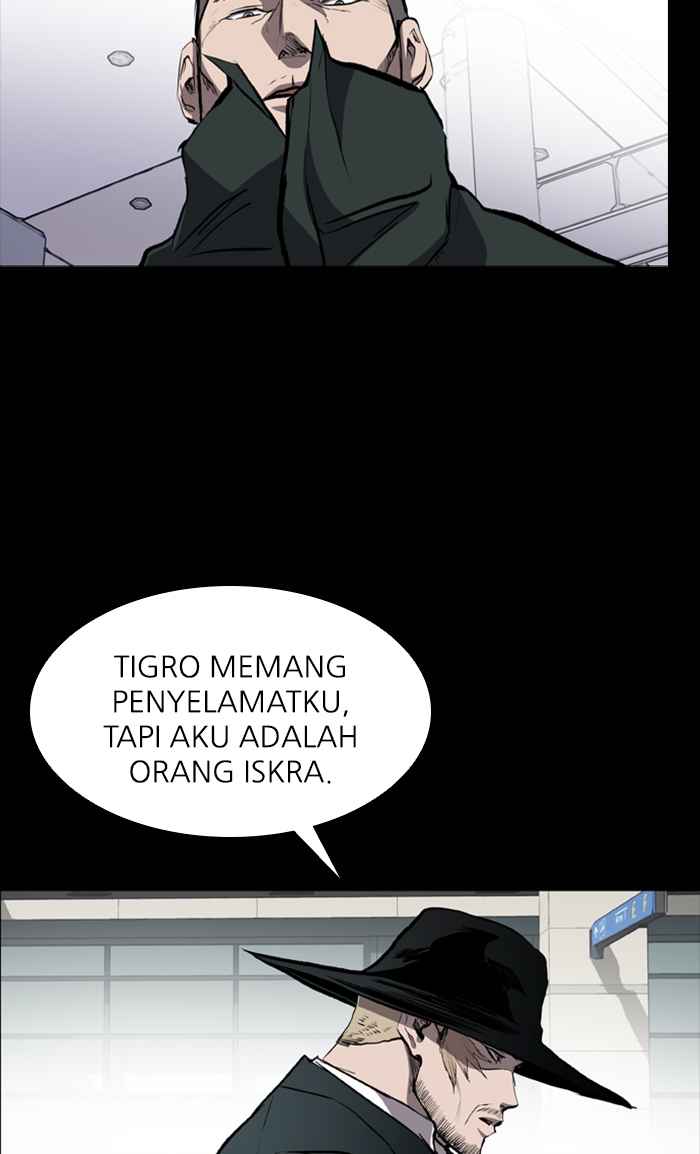 TIGRO MEMANG
PENYELAMATKU,
TAPI AKU ADALAH
ORANG ISKRA.
E F